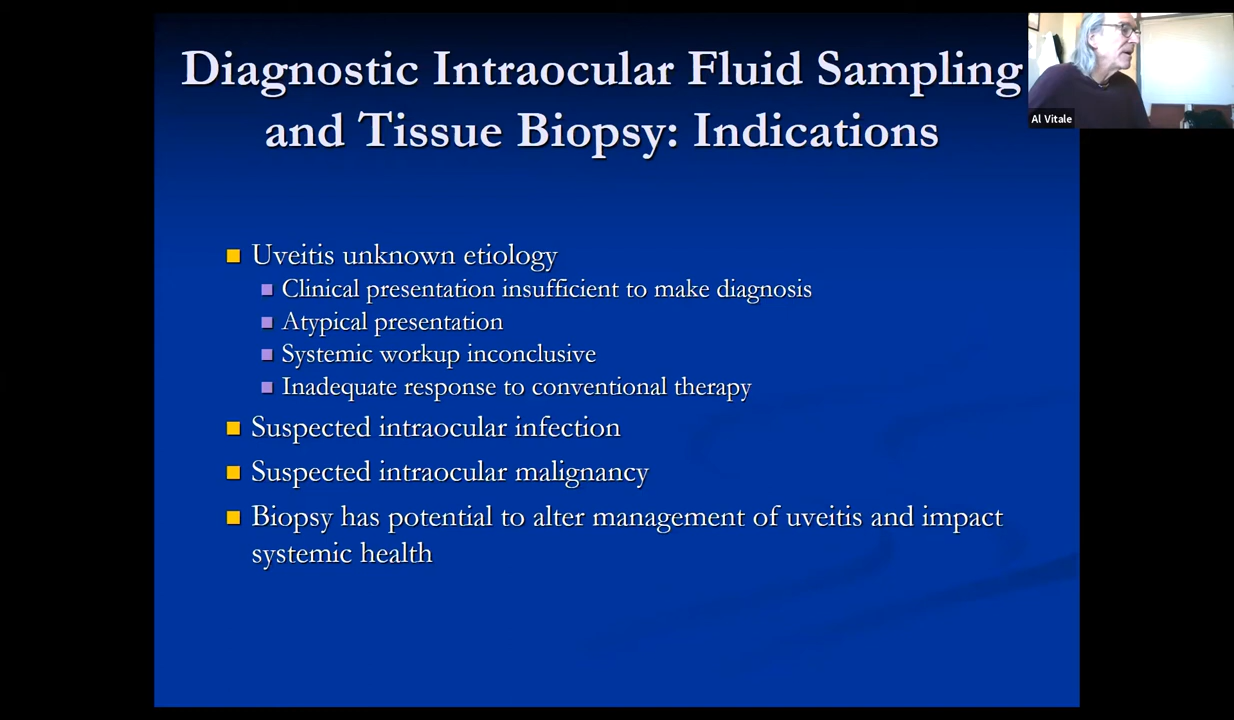 Diagnostic Intraocular Fluid Sampling
and Tissue Biopsy: Indications
Al Vitale
Uveitis unknown etiology
Clinical presentation insufficient to make diagnosis
Atypical presentation
Systemic workup inconclusive
Inadequate response to conventional therapy
Suspected intraocular infection
Suspected intraocular malignancy
Biopsy has potential to alter management of uveitis and impact
systemic health